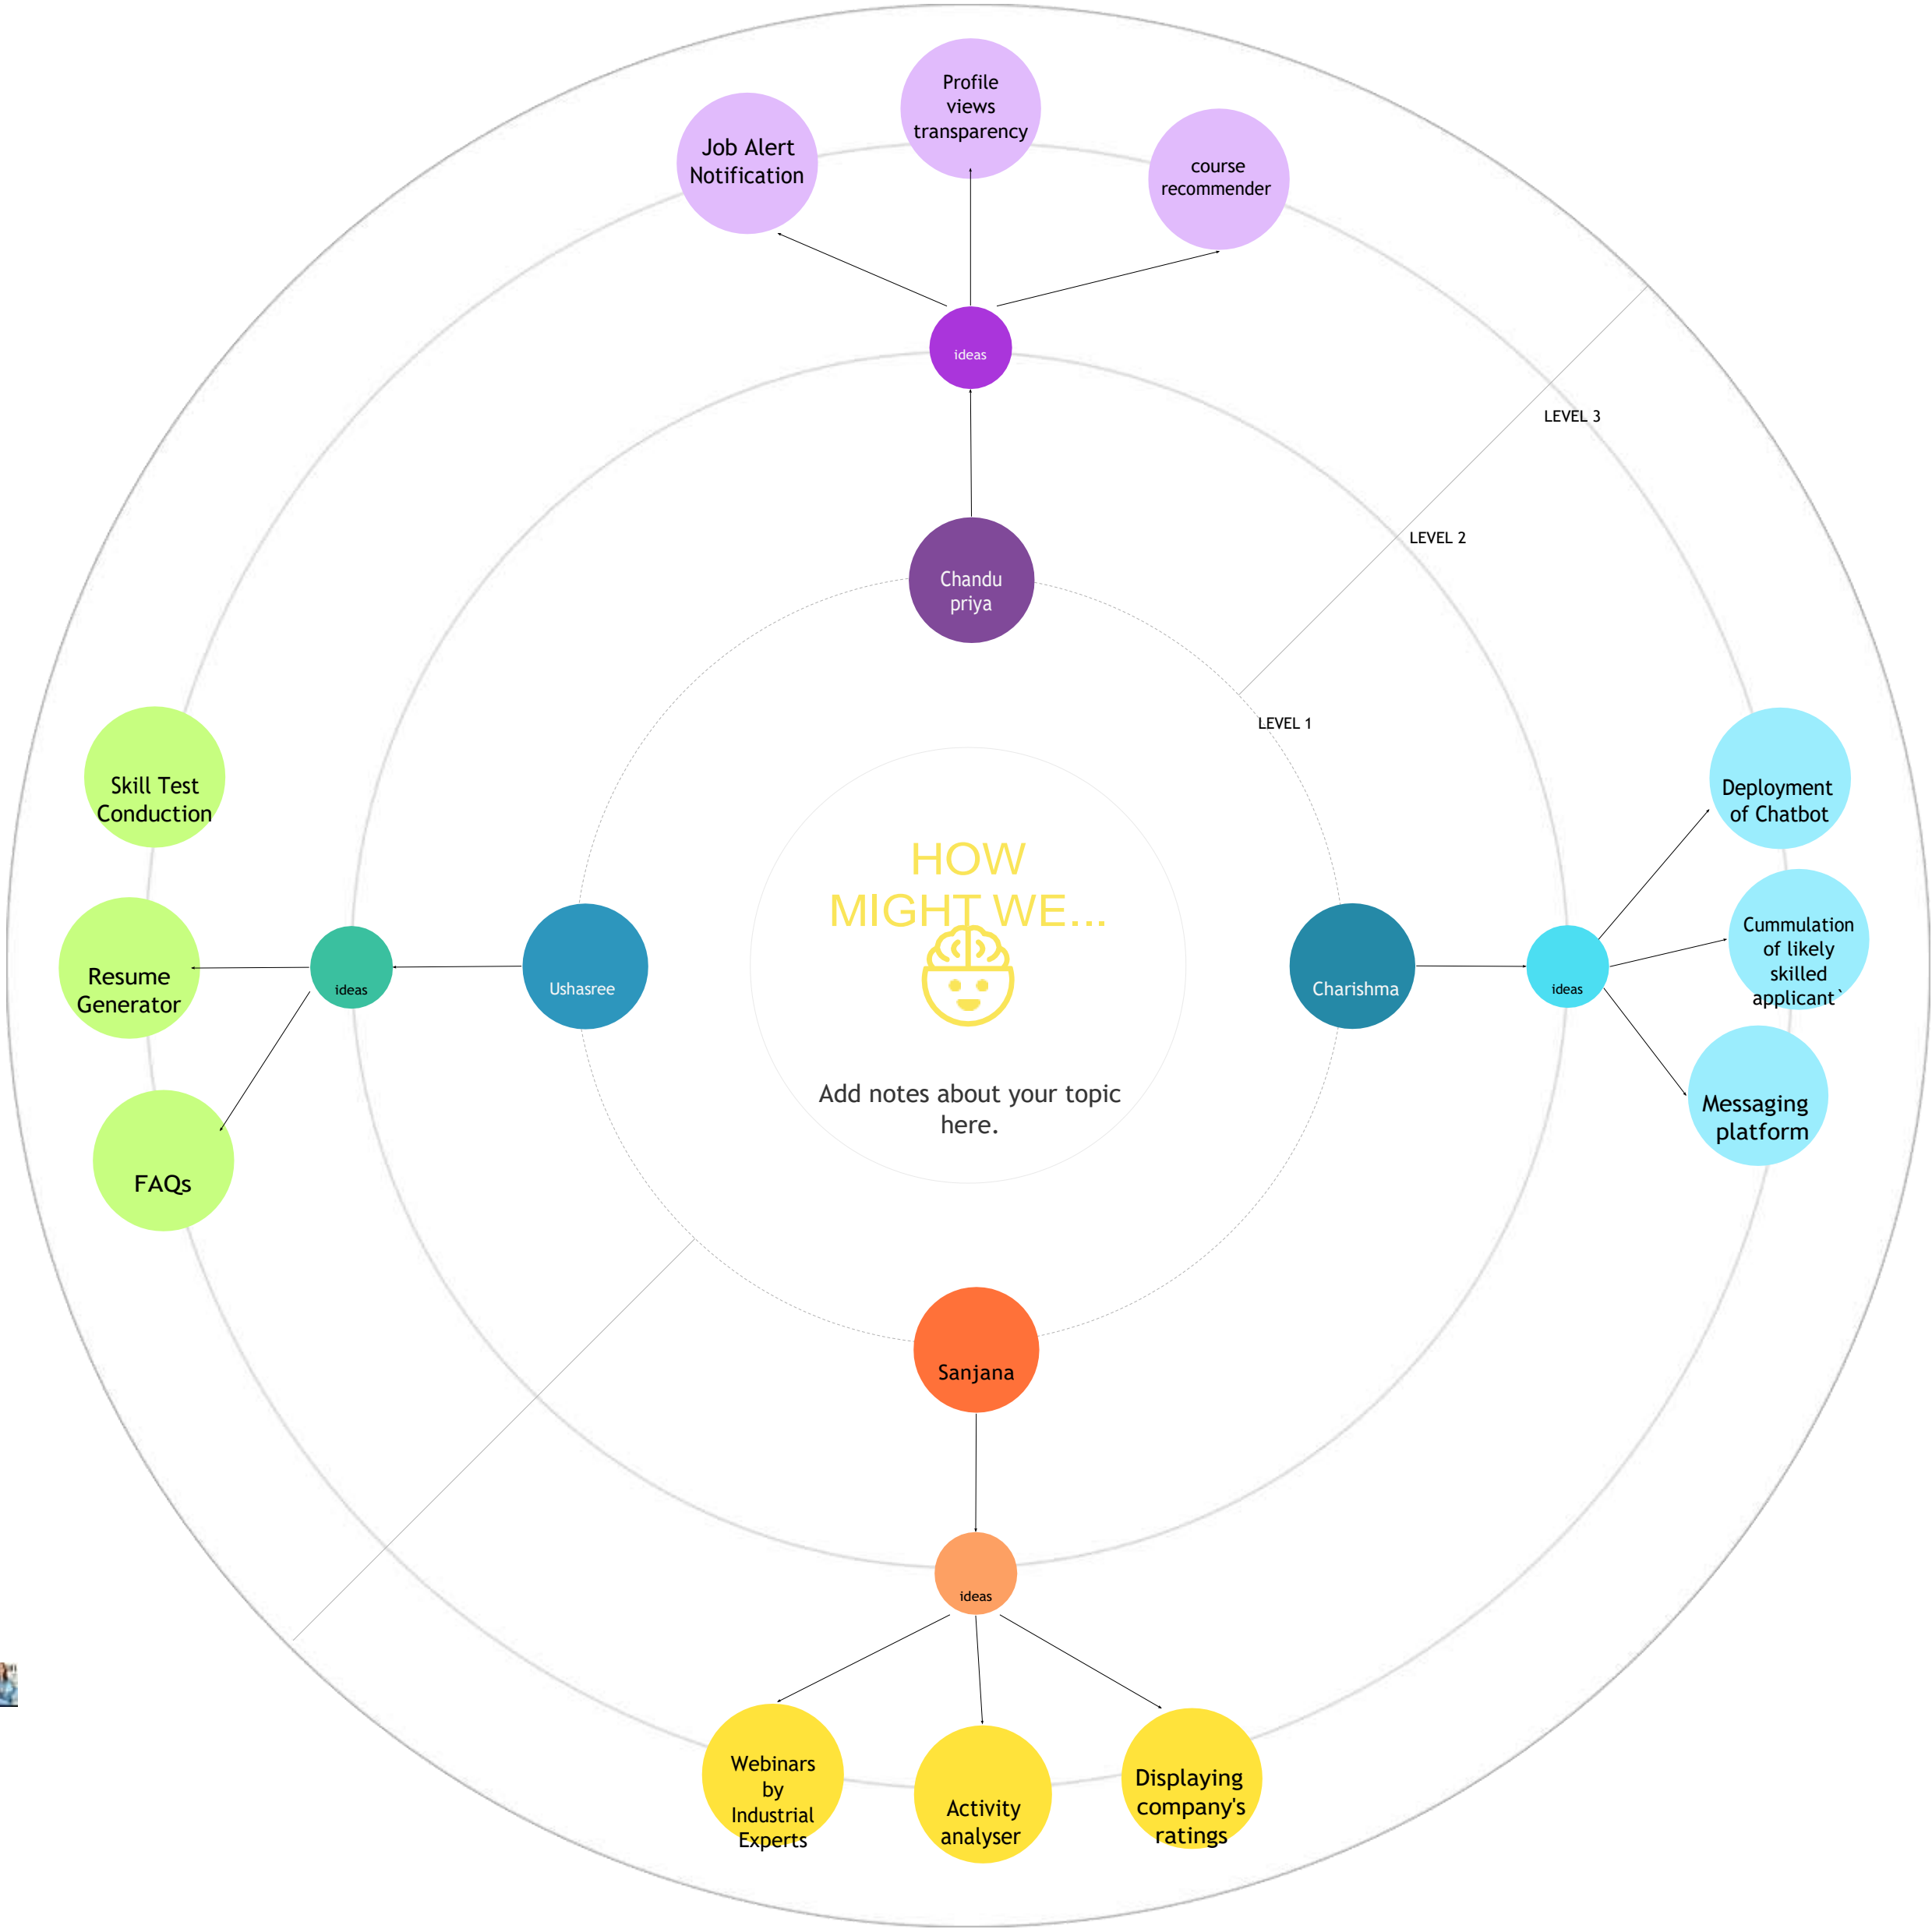 Profile
views
transparency
Job Alert
Notification
course
recommender
ideas
LEVEL 3
LEVEL 2
Chandu
priya
LEVEL 1
Skill Test
Conduction
Deployment
of Chatbot
HOW
MIGHT WE...
Cummulation
of likely
skilled
applicant`
Resume
Generator
ideas
Ushasree
Charishma
ideas
Add notes about your topic
here.
Messaging
platform
FAQs
Sanjana
ideas
Webinars
by
Industrial
Experts
Activity
analyser
Displaying
company's
ratings